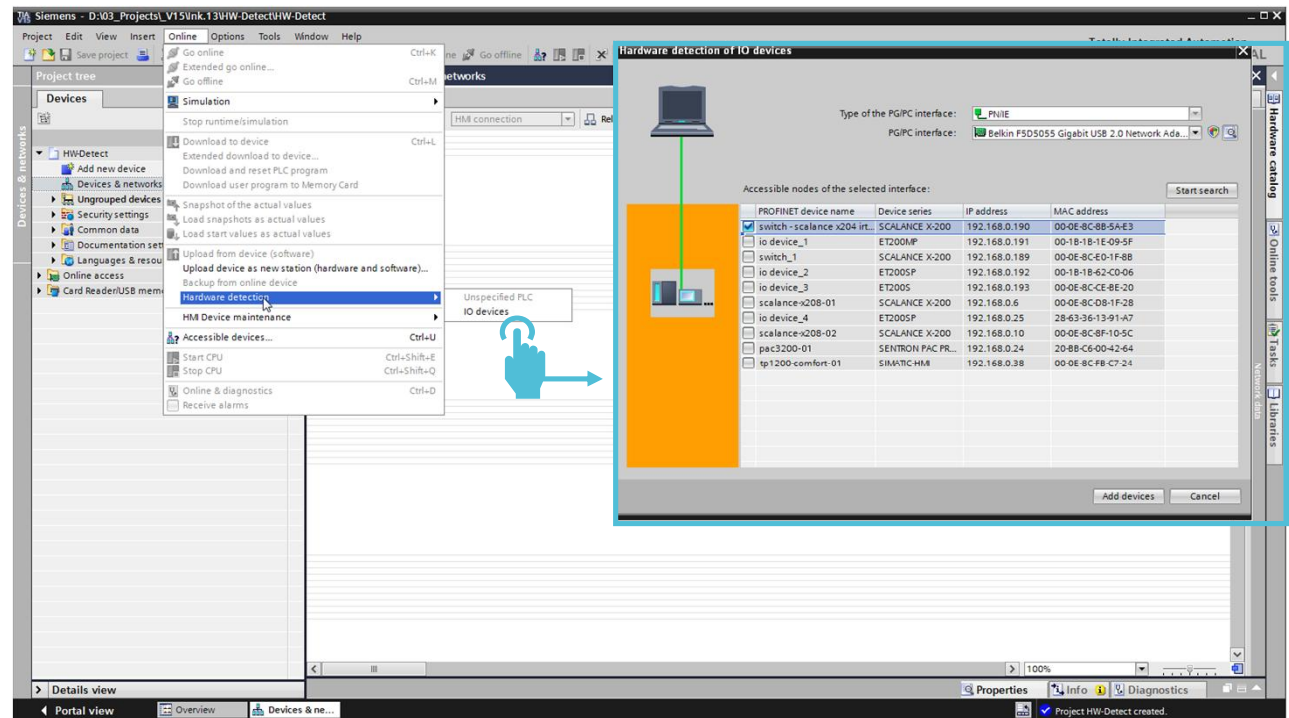 Siemens - D:\03_Projects\_V15\Ink.13\HW-Detect\HW-Detect
Project Edit View Insert Online Options Tools Window Help
Totally Integrated Automation
Save project
Go offline
Project tree
Devices
HMI connection
HW-Detect
Add new device
Devices & networks
Ungrouped devices
Security settings
Common data
Documentation sett
Languages & resou
Online access
Card Reader/USB mem
Devices & networks
Go online Ctrl+K
Extended go online...
Go offline Ctrl+M
Simulation
Stop runtime/simulation
Download to device Ctrl+L
Extended download to device...
Download and reset PLC program
Download user program to Memory Card
Snapshot of the actual values
Load snapshots as actual values
Load start values as actual values
Upload from device (software)
Upload device as new station (hardware and software)...
Backup from online device
Hardware detection
HMI Device maintenance
Accessible devices... Ctrl+U
Start CPU Ctrl+Shift+E
Stop CPU Ctrl+Shift+Q
Online & diagnostics Ctrl+D
Receive alarms
Unspecified PLC
IO devices
Hardware detection of IO devices
Type of the PG/PC interface: PN/IE
PG/PC interface: Belkin F5D5055 Gigabit USB 2.0 Network Ada...
Accessible nodes of the selected interface:
Start search
PROFINET device name Device series IP address MAC address
switch - scalance x204 irt... SCALANCE X-200 192.168.0.190 00-0E-8C-8B-5A-E3
io device_1 ET200MP 192.168.0.191 00-1B-1B-1E-09-5F
switch_1 SCALANCE X-200 192.168.0.189 00-0E-8C-E0-1F-8B
io device_2 ET200SP 192.168.0.192 00-1B-1B-62-C0-06
io device_3 ET200S 192.168.0.193 00-0E-8C-CE-BE-20
scalance-x208-01 SCALANCE X-200 192.168.0.6 00-0E-8C-D8-1F-28
io device_4 ET200SP 192.168.0.25 28-63-36-13-91-A7
scalance-x208-02 SCALANCE X-200 192.168.0.10 00-0E-8C-8F-10-5C
pac3200-01 SENTRON PAC PR... 192.168.0.24 20-BB-C6-00-42-64
tp1200-comfort-01 SIMATIC-HMI 192.168.0.38 00-0E-8C-FB-C7-24
Add devices Cancel
Hardware catalog
Online tools
Tasks
Libraries
Network data
100%
Details view
Properties Info Diagnostics
Portal view Overview Devices & ne...
Project HW-Detect created.